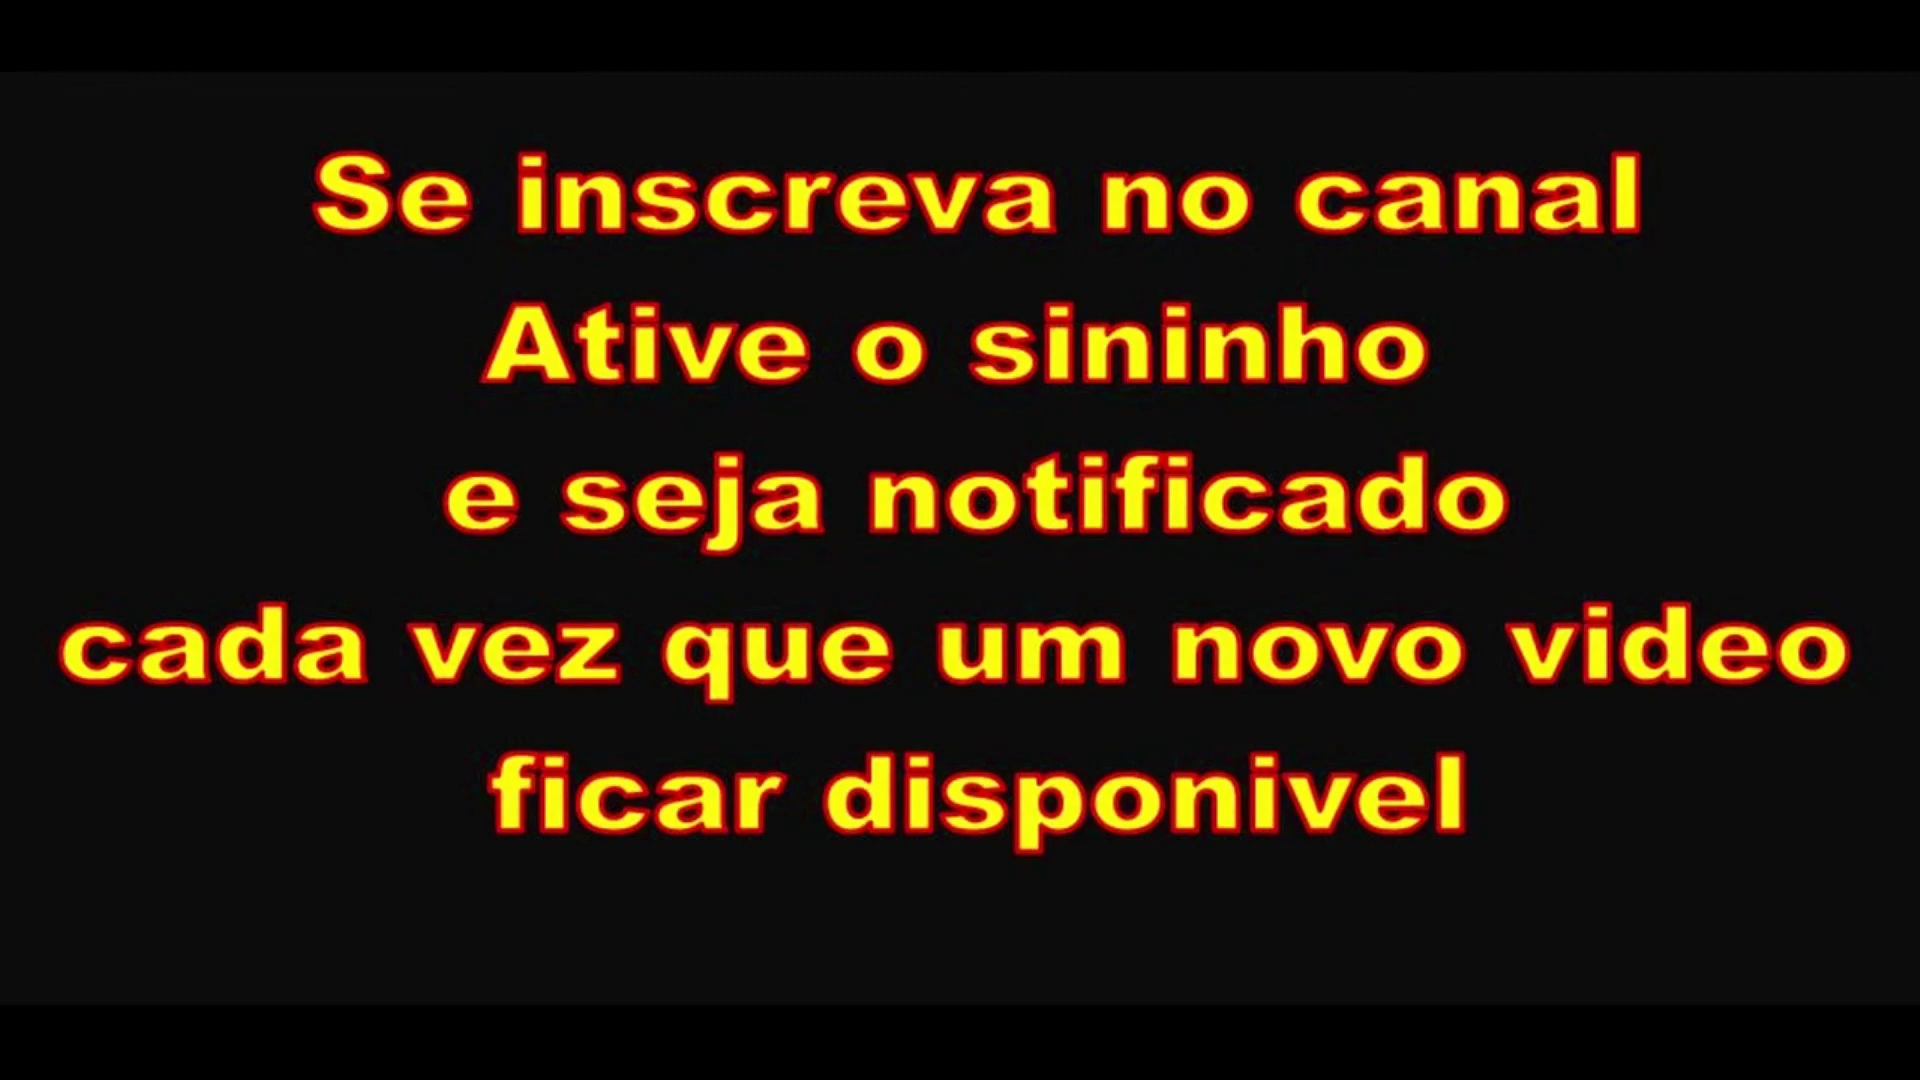 Se inscreva no canal
Ative o sininho
e seja notificado
cada vez que um novo video
ficar disponivel